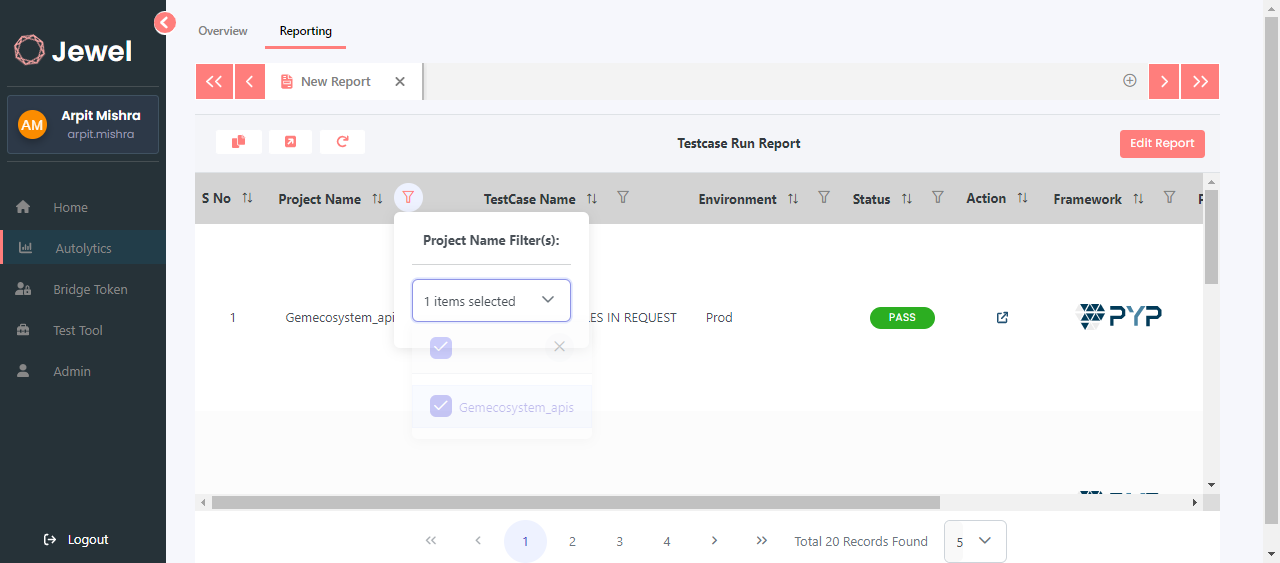 Overview
Reporting
Jewel
New Report
Arpit Mishra
AM
arpit.mishra
Testcase Run Report
Edit Report
S No
Project Name
TestCase Name
Environment
Status
Action
Framework
Home
Autolytics
Bridge Token
Test Tool
Admin
Logout
Project Name Filter(s):
1 items selected
Gemecosystem_apis
1
Gemecosystem_api
ES IN REQUEST
Prod
PASS
PYP
1
2
3
4
Total 20 Records Found
5